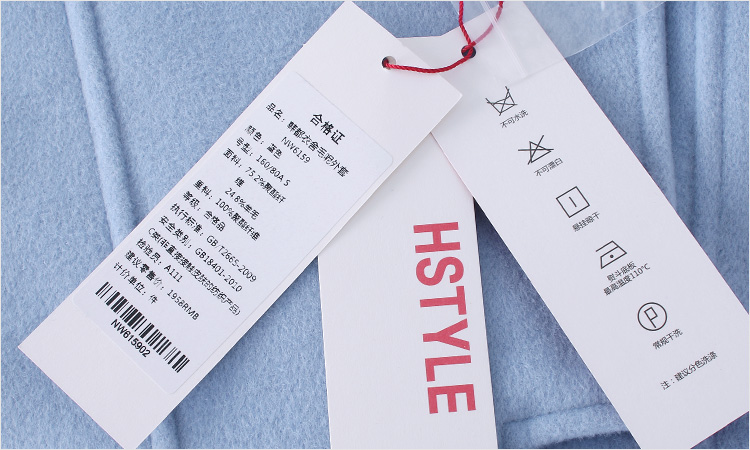 合格证
品名：韩都衣舍毛呢外套
NW6159
颜色：蓝色
号型：160/80A S
面料：75.2%聚酯纤
维
24.8%羊毛
里料：100%聚酯纤维
等级：合格品
执行标准：GB T2665-2009
安全类别：GB18401-2010
C类(非直接接触皮肤的纺织产品)
检验员：A111
建议零售价：1958RMB
计价单位：件
NW615902
HSTYLE
不可水洗
不可漂白
悬挂晾干
熨斗底板
最高温度110℃
P
常规干洗
注：建议分色洗涤